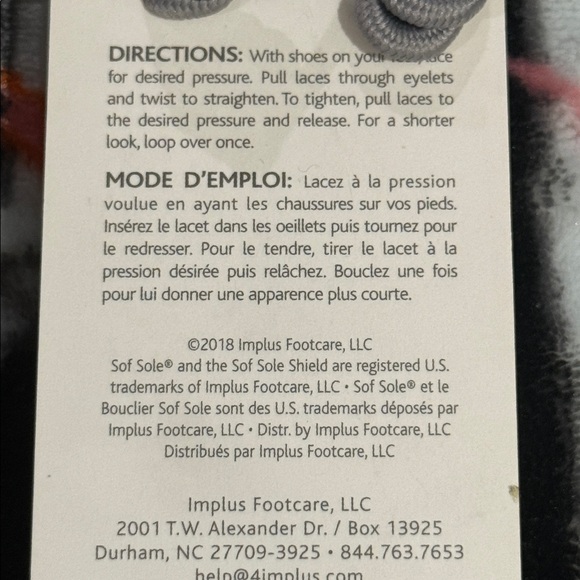 DIRECTIONS: With shoes on your feet, lace
for desired pressure. Pull laces through eyelets
and twist to straighten. To tighten, pull laces to
the desired pressure and release. For a shorter
look, loop over once.
MODE D'EMPLOI: Lacez à la pression
voulue en ayant les chaussures sur vos pieds.
Insérez le lacet dans les oeillets puis tournez pour
le redresser. Pour le tendre, tirer le lacet à la
pression désirée puis relâchez. Bouclez une fois
pour lui donner une apparence plus courte.
©2018 Implus Footcare, LLC
Sof Sole® and the Sof Sole Shield are registered U.S.
trademarks of Implus Footcare, LLC • Sof Sole® et le
Bouclier Sof Sole sont des U.S. trademarks déposés par
Implus Footcare, LLC • Distr. by Implus Footcare, LLC
Distribués par Implus Footcare, LLC
Implus Footcare, LLC
2001 T.W. Alexander Dr. / Box 13925
Durham, NC 27709-3925 • 844.763.7653
help@4implus.com